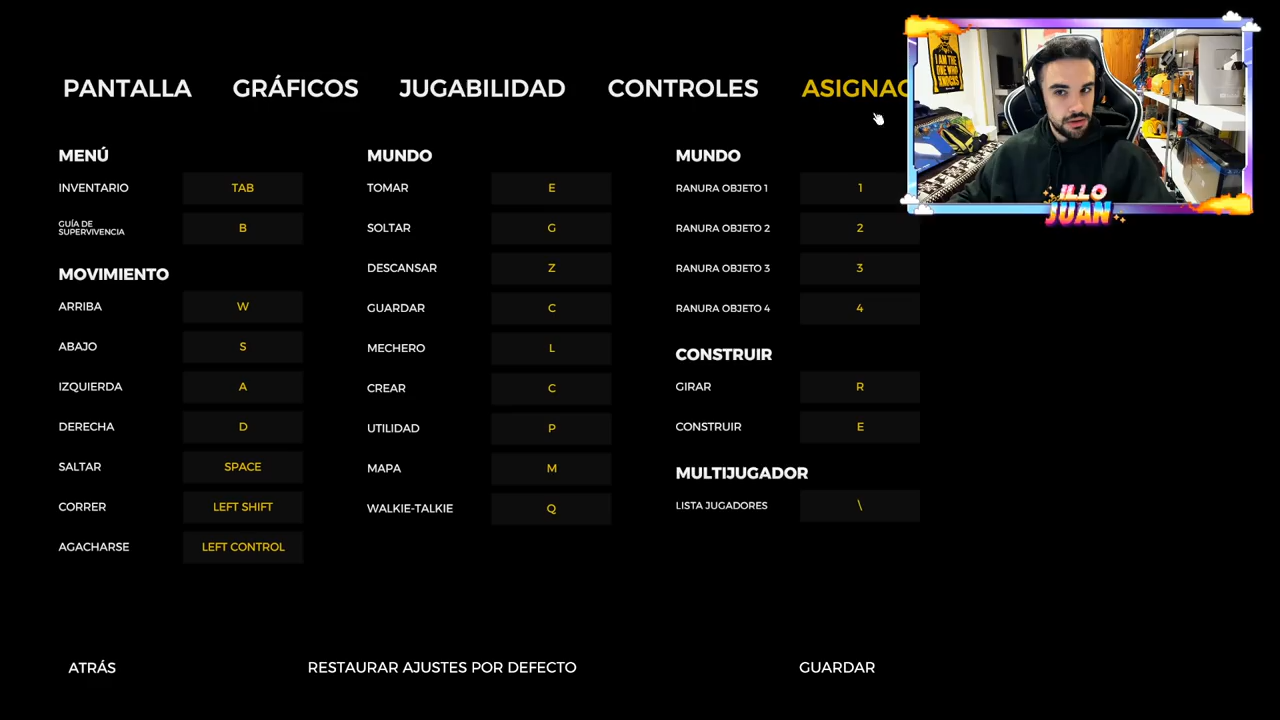 PANTALLA GRÁFICOS JUGABILIDAD CONTROLES ASIGNAC
MENÚ
INVENTARIO TAB
GUÍA DE
SUPERVIVENCIA B
MOVIMIENTO
ARRIBA W
ABAJO S
IZQUIERDA A
DERECHA D
SALTAR SPACE
CORRER LEFT SHIFT
AGACHARSE LEFT CONTROL
MUNDO
TOMAR E
SOLTAR G
DESCANSAR Z
GUARDAR C
MECHERO L
CREAR C
UTILIDAD P
MAPA M
WALKIE-TALKIE Q
MUNDO
RANURA OBJETO 1 1
RANURA OBJETO 2 2
RANURA OBJETO 3 3
RANURA OBJETO 4 4
CONSTRUIR
GIRAR R
CONSTRUIR E
MULTIJUGADOR
LISTA JUGADORES \
I AM THE
ONE WHO
KNOCKS
ILLO
JUAN
ATRÁS RESTAURAR AJUSTES POR DEFECTO GUARDAR